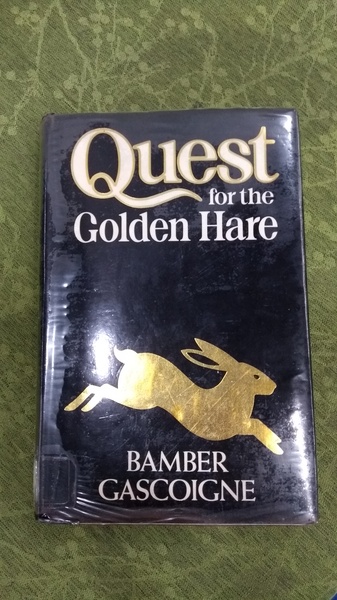 Quest
for the
Golden Hare
BAMBER
GASCOIGNE